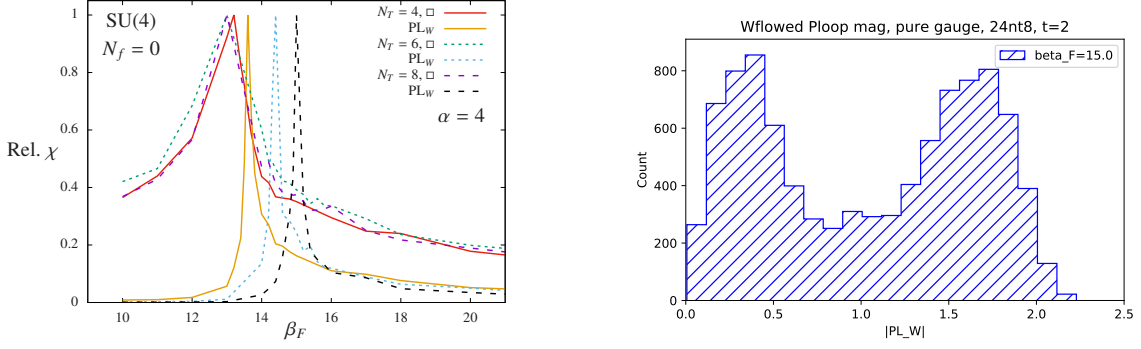 SU(4)
N_f = 0
N_T = 4, □
PL_W
N_T = 6, □
PL_W
N_T = 8, □
PL_W
α = 4
Rel. χ
1
0.8
0.6
0.4
0.2
0
10 12 14 16 18 20
β_F
Wflowed Ploop mag, pure gauge, 24nt8, t=2
beta_F=15.0
Count
800
600
400
200
0
0.0 0.5 1.0 1.5 2.0 2.5
|PL_W|